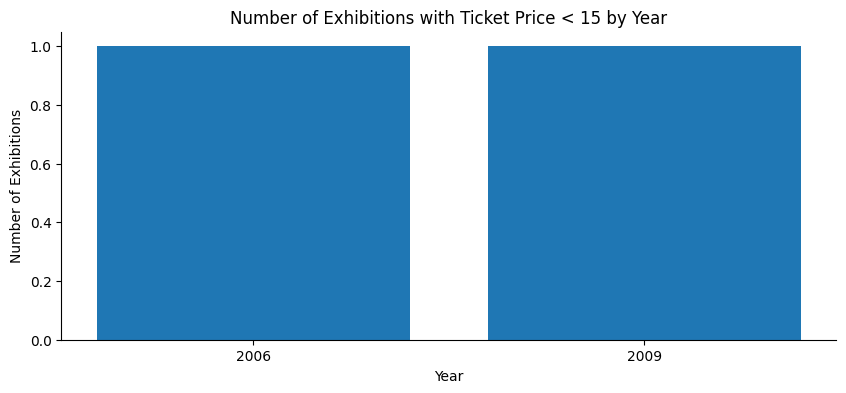 Number of Exhibitions with Ticket Price < 15 by Year
Number of Exhibitions
1.0
0.8
0.6
0.4
0.2
0.0
2006 2009
Year